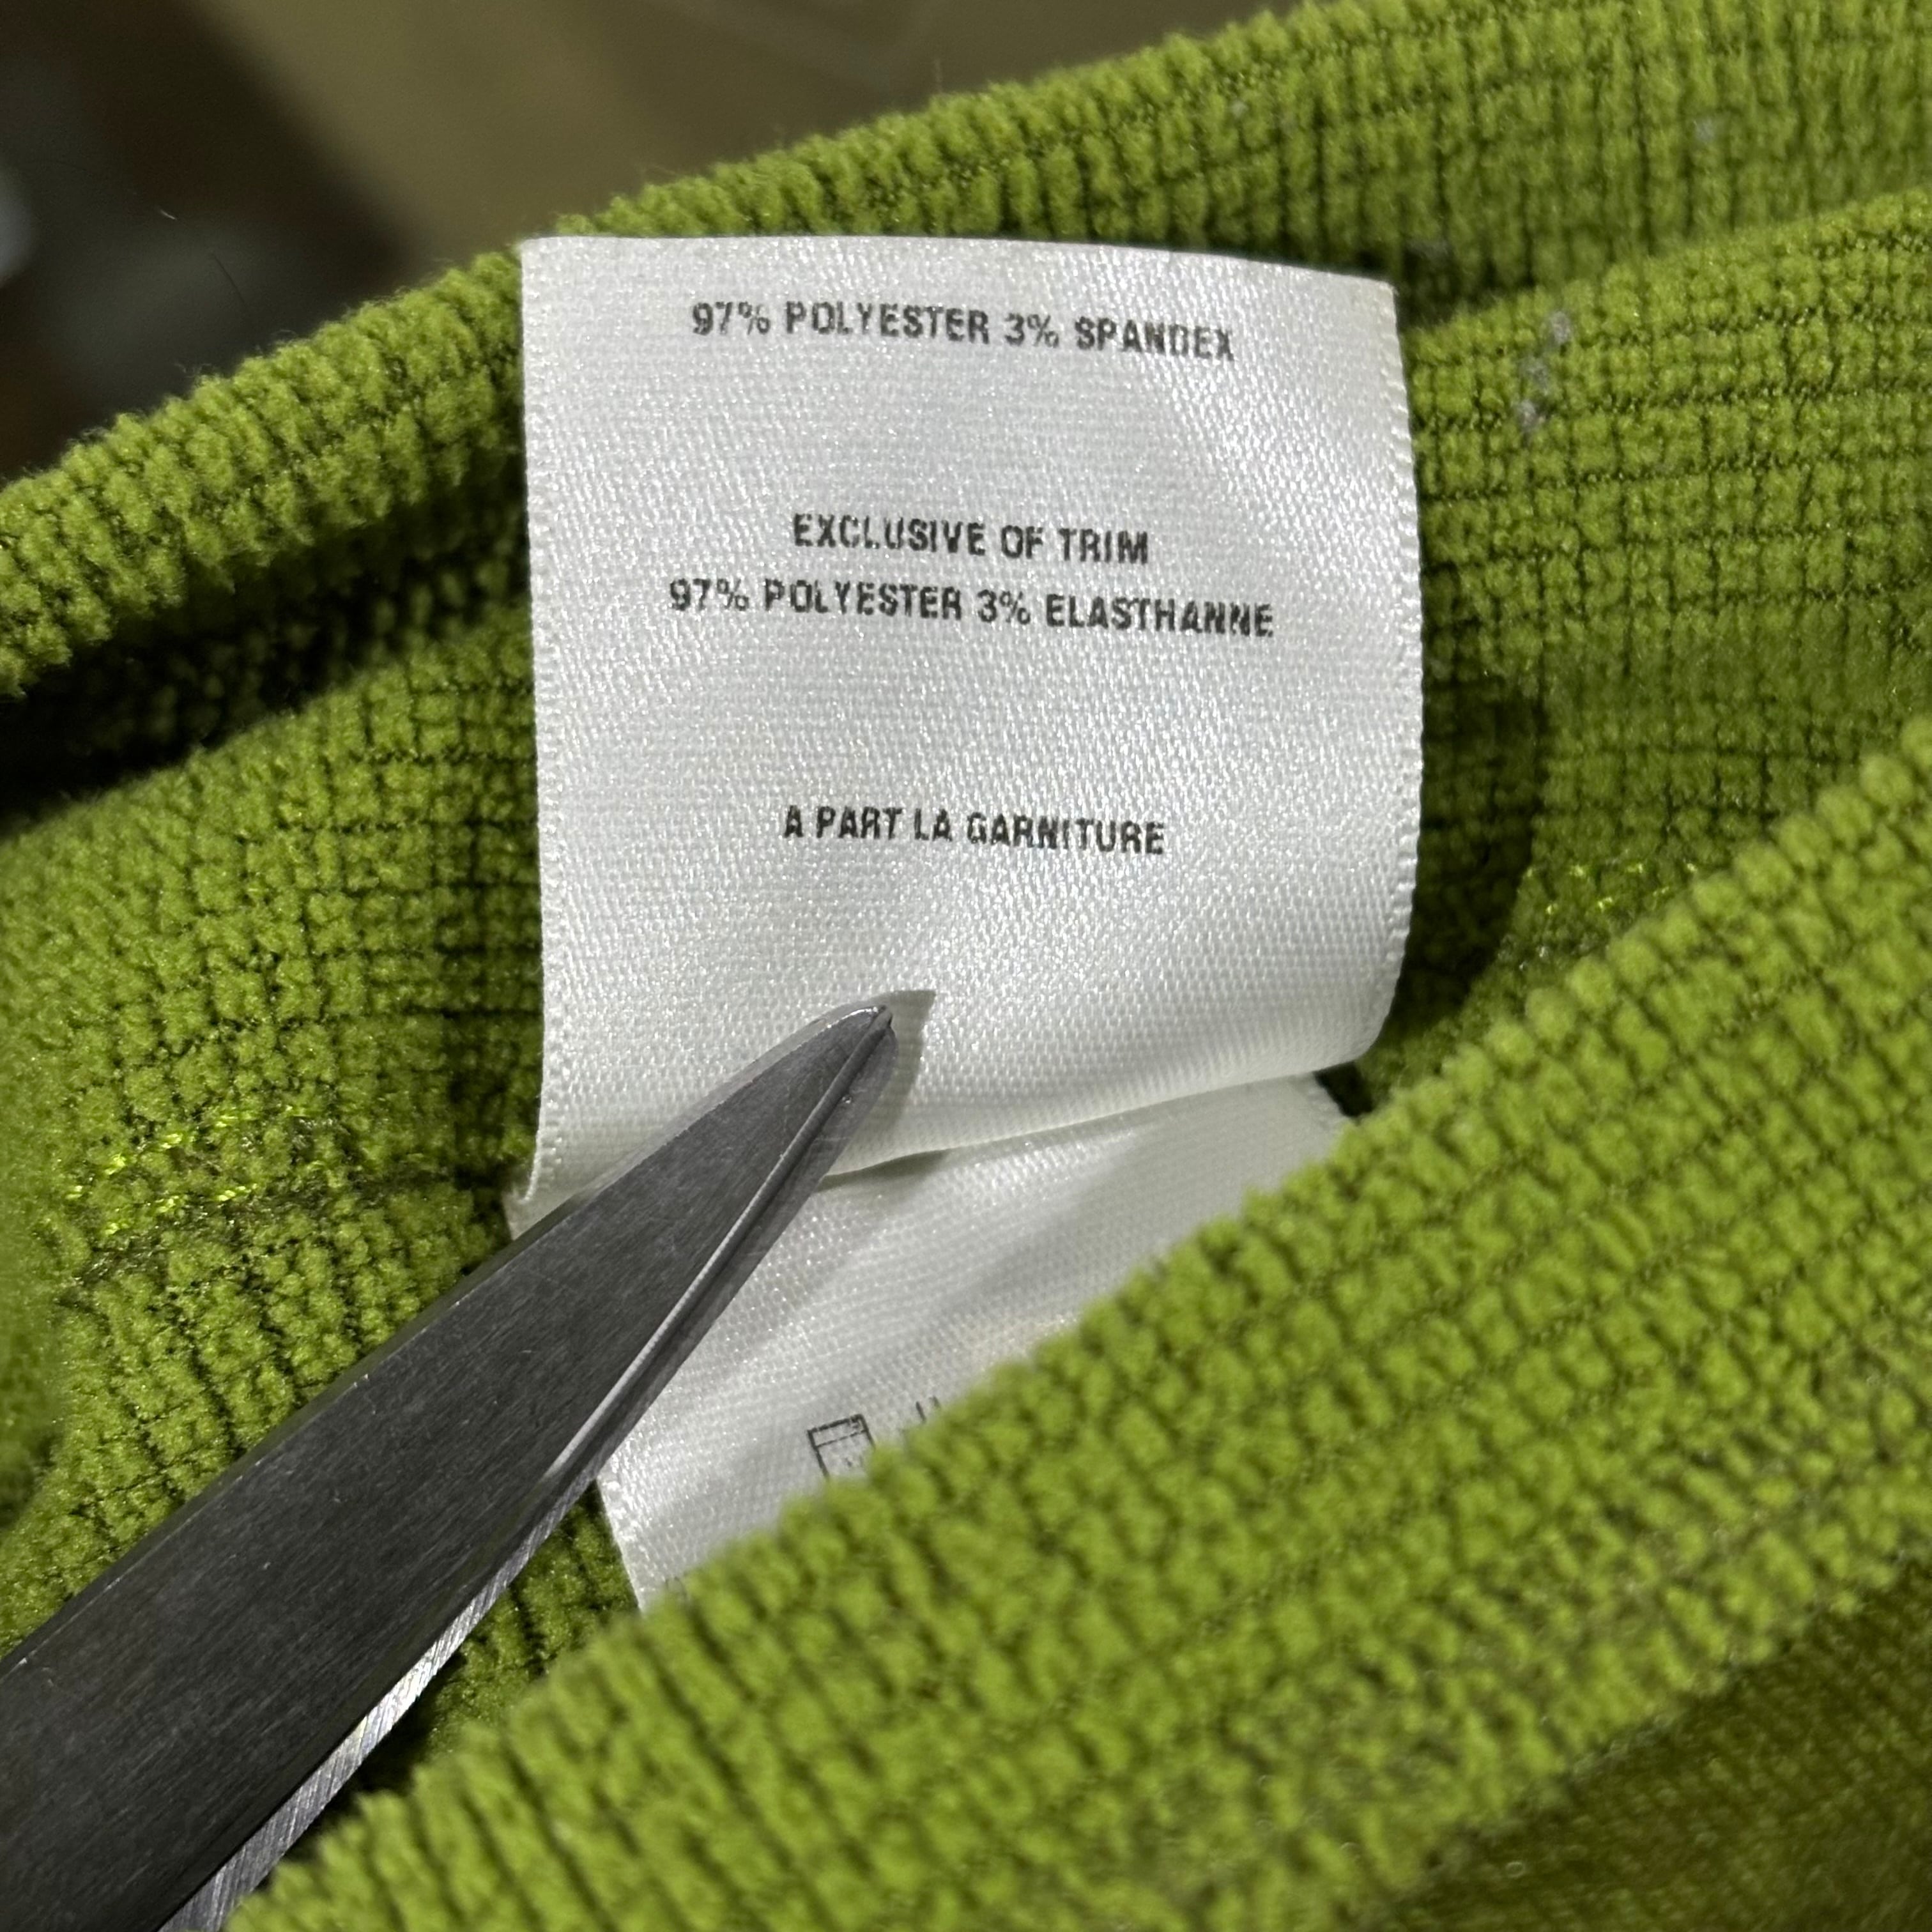 97% POLYESTER 3% SPANDEX
EXCLUSIVE OF TRIM
97% POLYESTER 3% ELASTHANNE
A PART LA GARNITURE